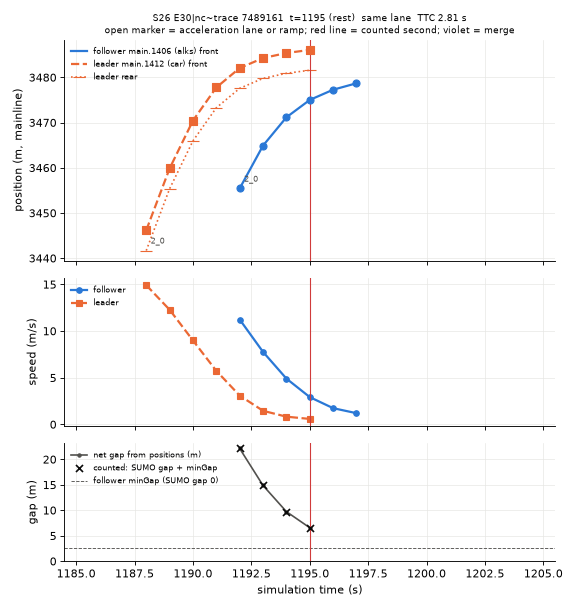 S26 E30|nc~trace 7489161  t=1195 (rest)  same lane  TTC 2.81 s
open marker = acceleration lane or ramp; red line = counted second; violet = merge
follower main.1406 (alks) front
leader main.1412 (car) front
leader rear
position (m, mainline)
3480
3470
3460
3450
3440
2_0
2_0
follower
leader
speed (m/s)
15
10
5
0
net gap from positions (m)
counted: SUMO gap + minGap
follower minGap (SUMO gap 0)
gap (m)
20
15
10
5
0
1185.0 1187.5 1190.0 1192.5 1195.0 1197.5 1200.0 1202.5 1205.0
simulation time (s)